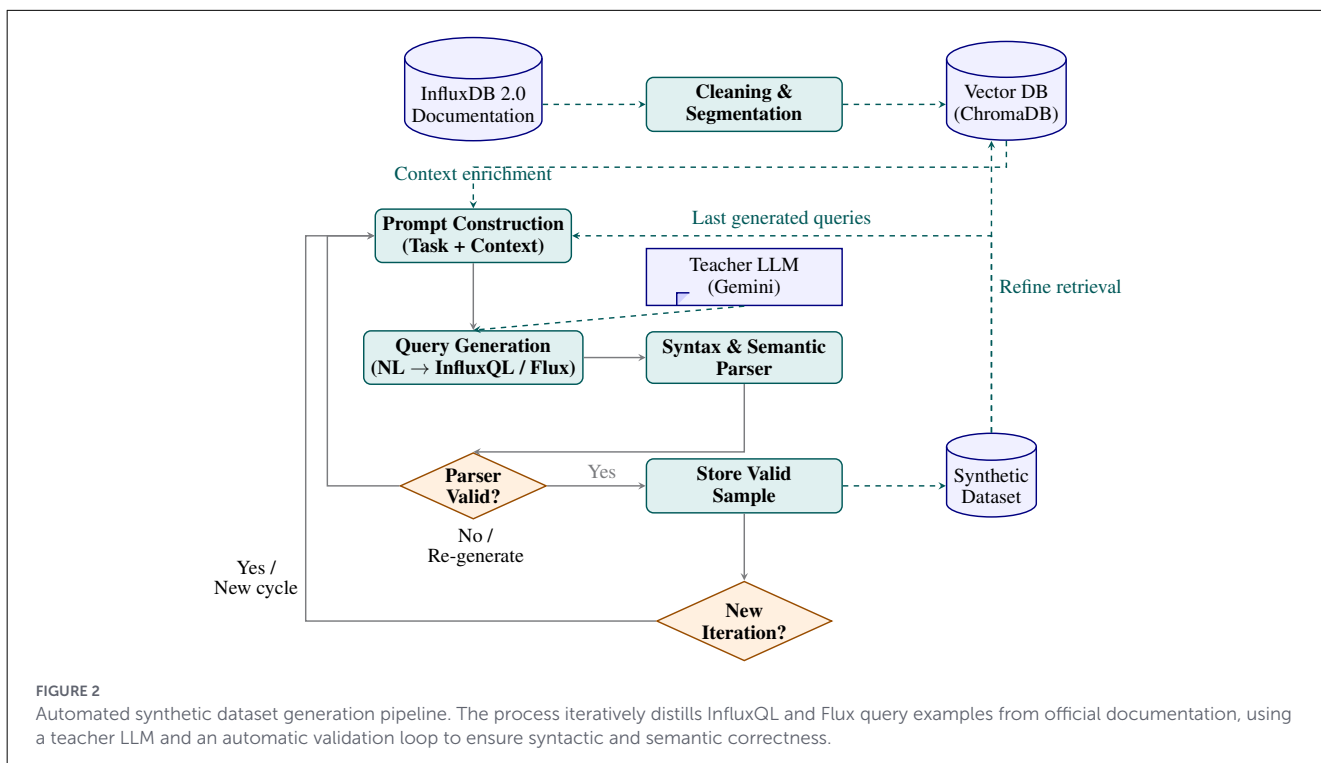 InfluxDB 2.0
Documentation
Cleaning &
Segmentation
Vector DB
(ChromaDB)
Context enrichment
Prompt Construction
(Task + Context)
Last generated queries
Teacher LLM
(Gemini)
Refine retrieval
Query Generation
(NL → InfluxQL / Flux)
Syntax & Semantic
Parser
Parser
Valid?
Yes
Store Valid
Sample
Synthetic
Dataset
No /
Re-generate
Yes /
New cycle
New
Iteration?
FIGURE 2
Automated synthetic dataset generation pipeline. The process iteratively distills InfluxQL and Flux query examples from official documentation, using
a teacher LLM and an automatic validation loop to ensure syntactic and semantic correctness.